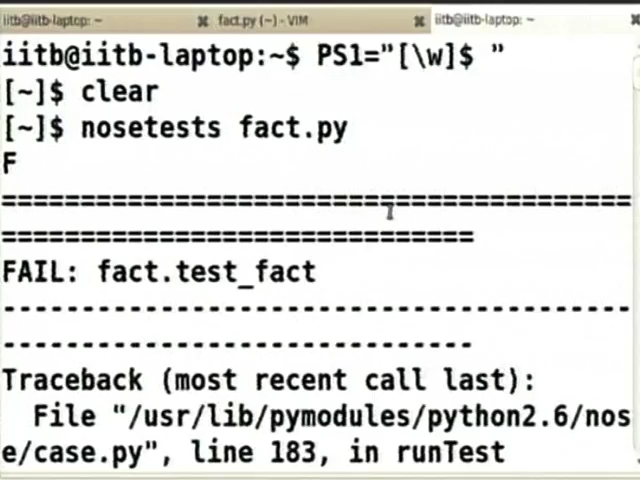 iitb@iitb-laptop: ~ fact.py (~) - VIM iitb@iitb-laptop: ~
iitb@iitb-laptop:~$ PS1="[\w]$ "
[~]$ clear
[~]$ nosetests fact.py
F
========================================
==============================
FAIL: fact.test_fact
----------------------------------------
------------------------------
Traceback (most recent call last):
  File "/usr/lib/pymodules/python2.6/nos
e/case.py", line 183, in runTest